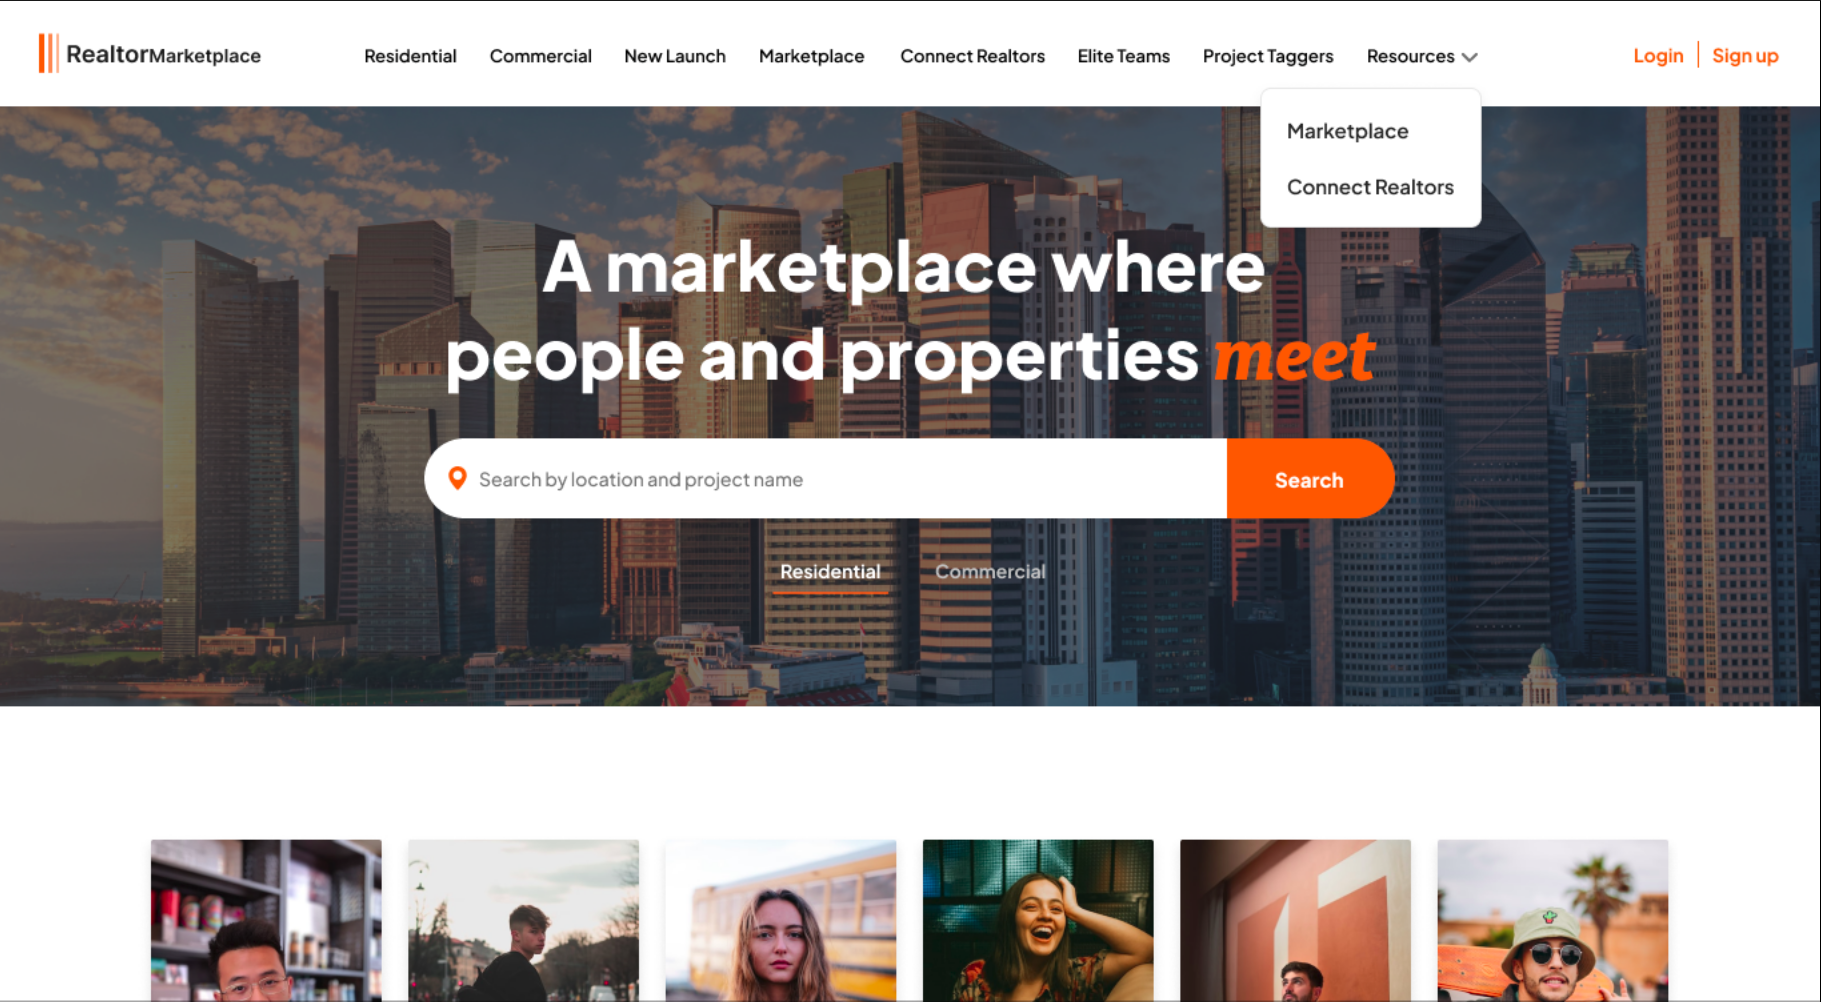 RealtorMarketplace
Residential Commercial New Launch Marketplace Connect Realtors Elite Teams Project Taggers Resources
Login | Sign up
Marketplace
Connect Realtors
A marketplace where
people and properties meet
Search by location and project name
Search
Residential Commercial